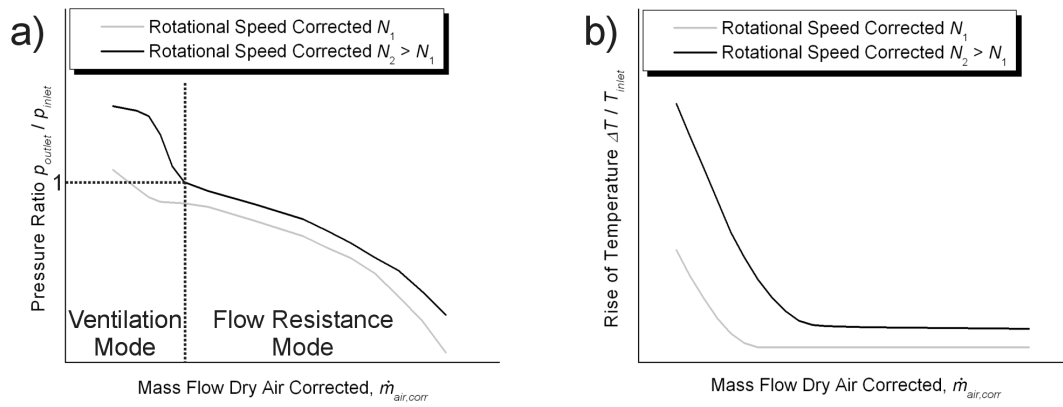 a)
Rotational Speed Corrected N1
Rotational Speed Corrected N2 > N1
Pressure Ratio poutlet / pinlet
1
Ventilation
Mode
Flow Resistance
Mode
Mass Flow Dry Air Corrected, ṁair,corr
b)
Rotational Speed Corrected N1
Rotational Speed Corrected N2 > N1
Rise of Temperature ΔT / Tinlet
Mass Flow Dry Air Corrected, ṁair,corr